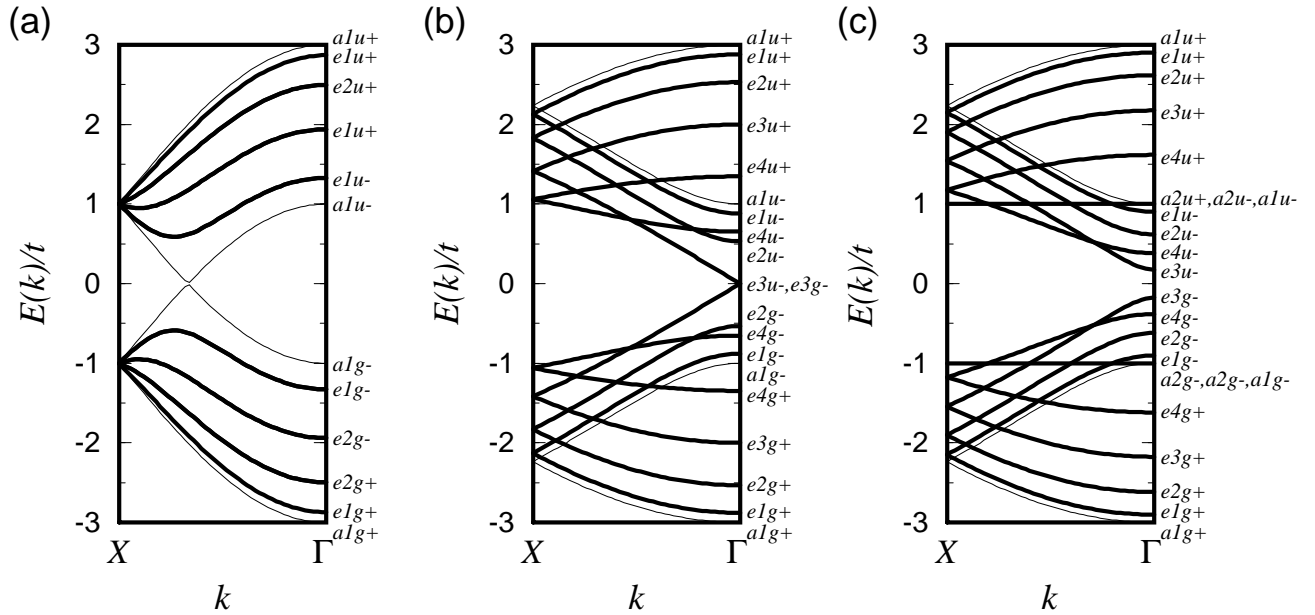 (a)
3
2
1
0
-1
-2
-3
E(k)/t
X
Γ
k
a1u+
e1u+
e2u+
e1u+
e1u-
a1u-
a1g-
e1g-
e2g-
e2g+
e1g+
a1g+
(b)
3
2
1
0
-1
-2
-3
E(k)/t
X
Γ
k
a1u+
e1u+
e2u+
e3u+
e4u+
a1u-
e1u-
e4u-
e2u-
e3u-,e3g-
e2g-
e4g-
e1g-
a1g-
e4g+
e3g+
e2g+
e1g+
a1g+
(c)
3
2
1
0
-1
-2
-3
E(k)/t
X
Γ
k
a1u+
e1u+
e2u+
e3u+
e4u+
a2u+,a2u-,a1u-
e1u-
e2u-
e4u-
e3u-
e3g-
e4g-
e2g-
e1g-
a2g-,a2g-,a1g-
e4g+
e3g+
e2g+
e1g+
a1g+